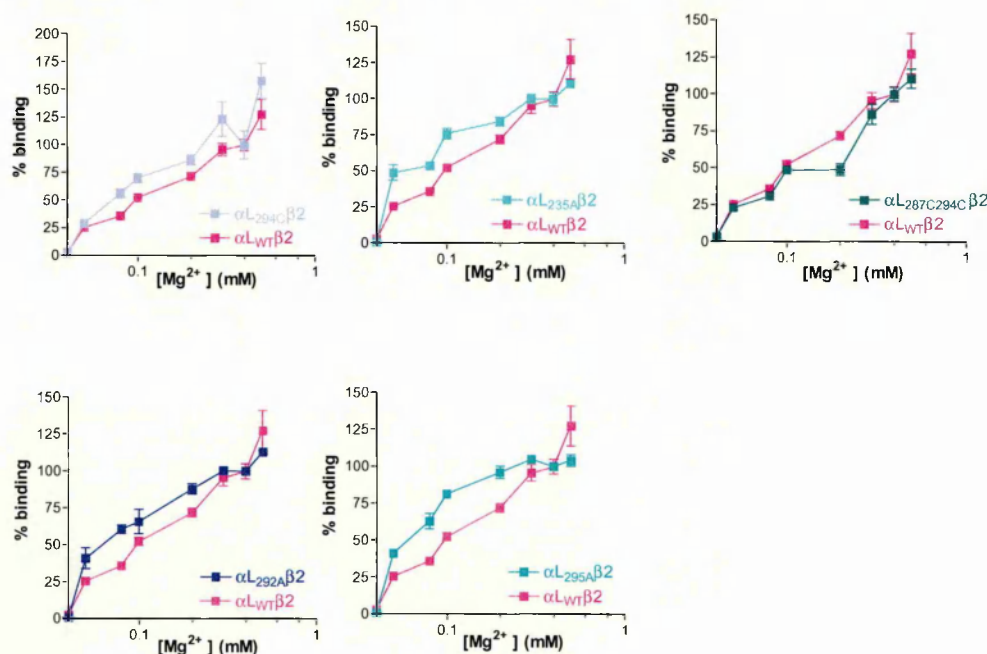 % binding
200
175
150
125
100
75
50
25
0
0.1
1
[Mg²⁺] (mM)
αL294Cβ2
αLWTβ2
% binding
150
125
100
75
50
25
0
0.1
1
[Mg²⁺] (mM)
αL235Aβ2
αLWTβ2
% binding
150
125
100
75
50
25
0
0.1
1
[Mg²⁺] (mM)
αL287C294Cβ2
αLWTβ2
% binding
150
125
100
75
50
25
0
0.1
1
[Mg²⁺] (mM)
αL292Aβ2
αLWTβ2
% binding
150
125
100
75
50
25
0
0.1
1
[Mg²⁺] (mM)
αL295Aβ2
αLWTβ2